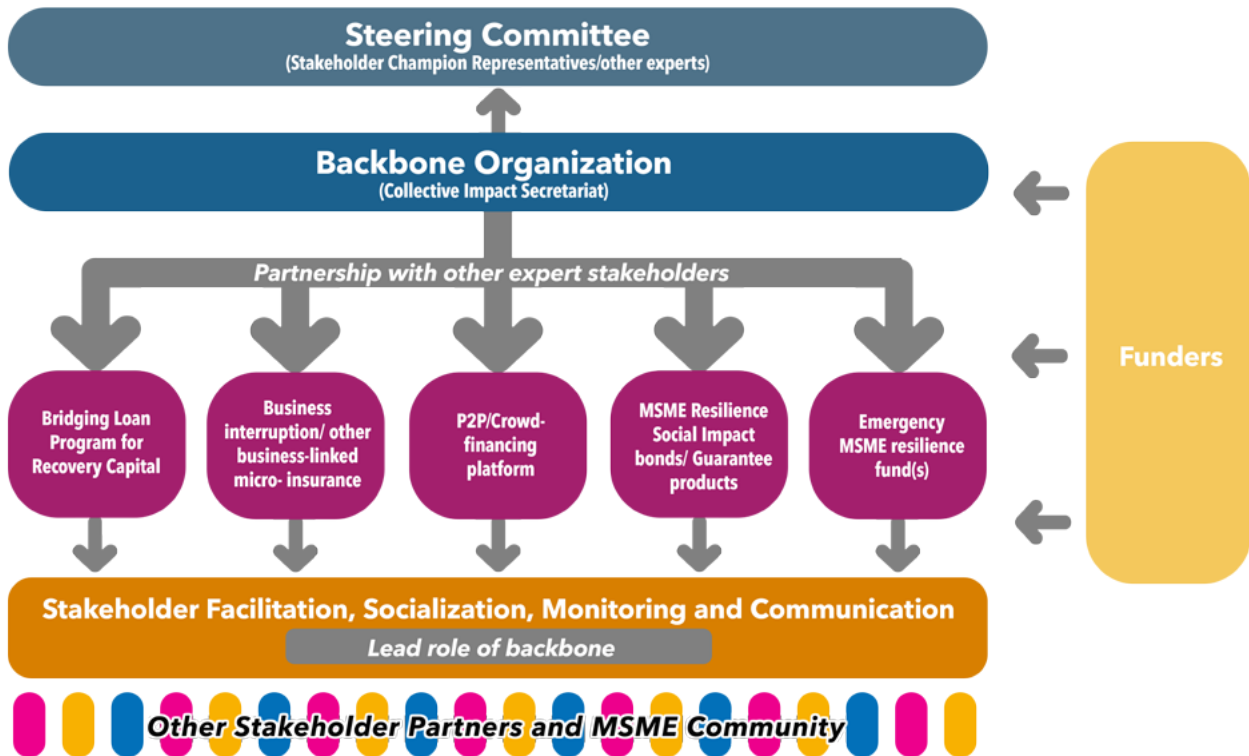 Steering Committee
(Stakeholder Champion Representatives/other experts)
Backbone Organization
(Collective Impact Secretariat)
Partnership with other expert stakeholders
Bridging Loan
Program for
Recovery Capital
Business
interruption/ other
business-linked
micro- insurance
P2P/Crowd-
financing
platform
MSME Resilience
Social Impact
bonds/ Guarantee
products
Emergency
MSME resilience
fund(s)
Funders
Stakeholder Facilitation, Socialization, Monitoring and Communication
Lead role of backbone
Other Stakeholder Partners and MSME Community